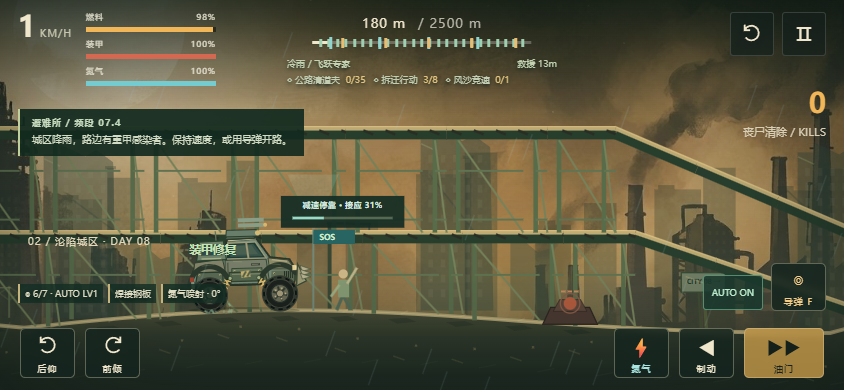 1 KM/H
燃料 98%
装甲 100%
氮气 100%
180 m / 2500 m
冷雨 / 飞跃专家 救援 13m
公路清道夫 0/35 拆迁行动 3/8 风沙竞速 0/1
II
0
丧尸清除 / KILLS
避难所 / 频段 07.4
城区降雨，路边有重甲感染者。保持速度，或用导弹开路。
减速停靠 • 接应 31%
SOS
02 / 沦陷城区 · DAY 08
装甲修复
6/7 · AUTO LV1
焊接钢板
氮气喷射 · 0°
AUTO ON
导弹 F
后仰
前倾
氮气
制动
油门